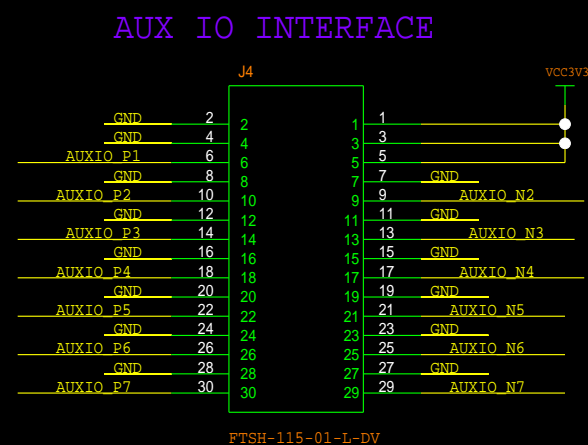 AUX IO INTERFACE
J4
VCC3V3
GND 2 2 1 1
GND 4 4 3 3
AUXIO_P1 6 6 5 5
GND 8 8 7 7 GND
AUXIO_P2 10 10 9 9 AUXIO_N2
GND 12 12 11 11 GND
AUXIO_P3 14 14 13 13 AUXIO_N3
GND 16 16 15 15 GND
AUXIO_P4 18 18 17 17 AUXIO_N4
GND 20 20 19 19 GND
AUXIO_P5 22 22 21 21 AUXIO_N5
GND 24 24 23 23 GND
AUXIO_P6 26 26 25 25 AUXIO_N6
GND 28 28 27 27 GND
AUXIO_P7 30 30 29 29 AUXIO_N7
FTSH-115-01-L-DV